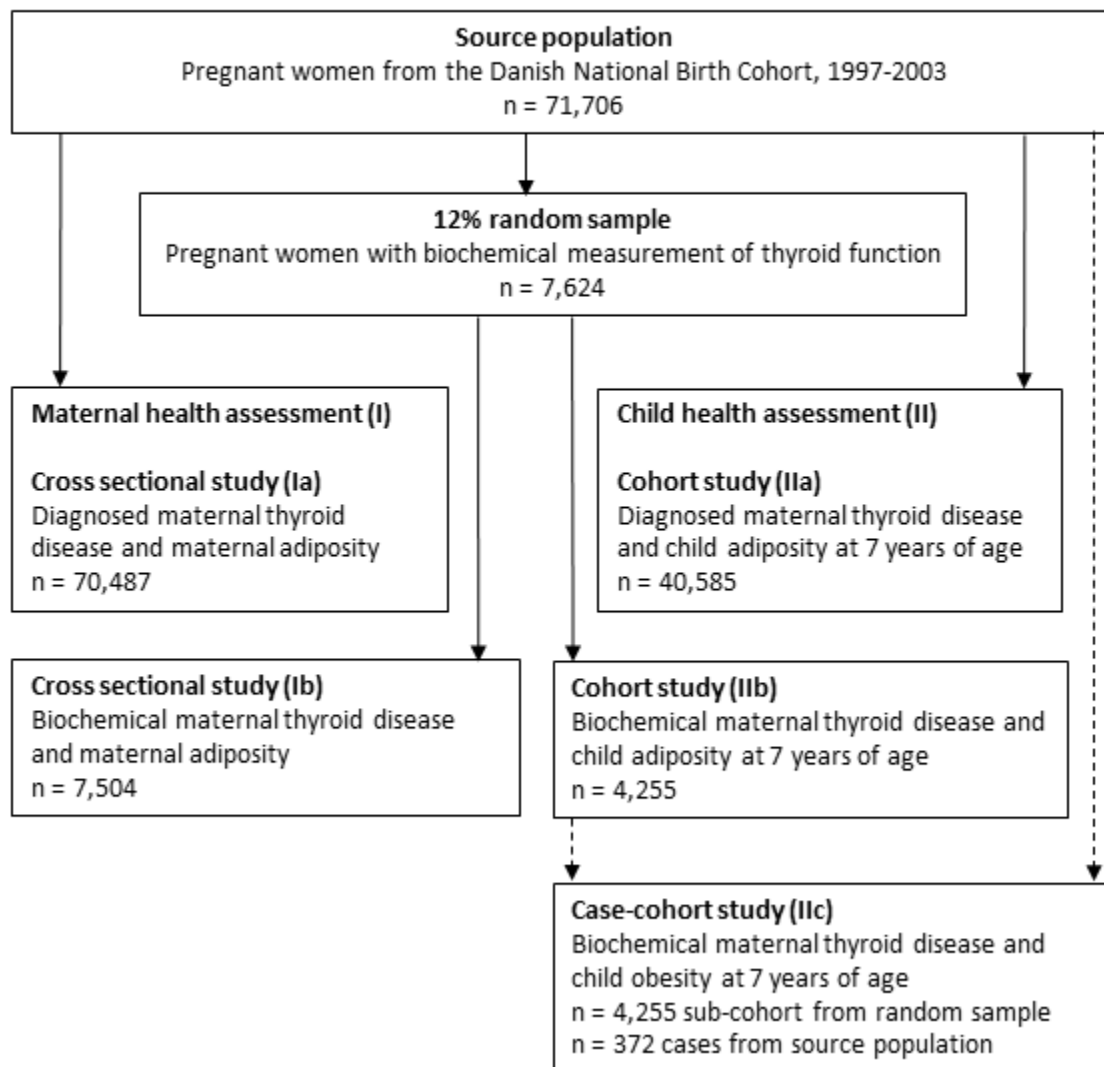 Source population
Pregnant women from the Danish National Birth Cohort, 1997-2003
n = 71,706
12% random sample
Pregnant women with biochemical measurement of thyroid function
n = 7,624
Maternal health assessment (I)
Cross sectional study (Ia)
Diagnosed maternal thyroid
disease and maternal adiposity
n = 70,487
Child health assessment (II)
Cohort study (IIa)
Diagnosed maternal thyroid disease
and child adiposity at 7 years of age
n = 40,585
Cross sectional study (Ib)
Biochemical maternal thyroid disease
and maternal adiposity
n = 7,504
Cohort study (IIb)
Biochemical maternal thyroid disease and
child adiposity at 7 years of age
n = 4,255
Case-cohort study (IIc)
Biochemical maternal thyroid disease and
child obesity at 7 years of age
n = 4,255 sub-cohort from random sample
n = 372 cases from source population